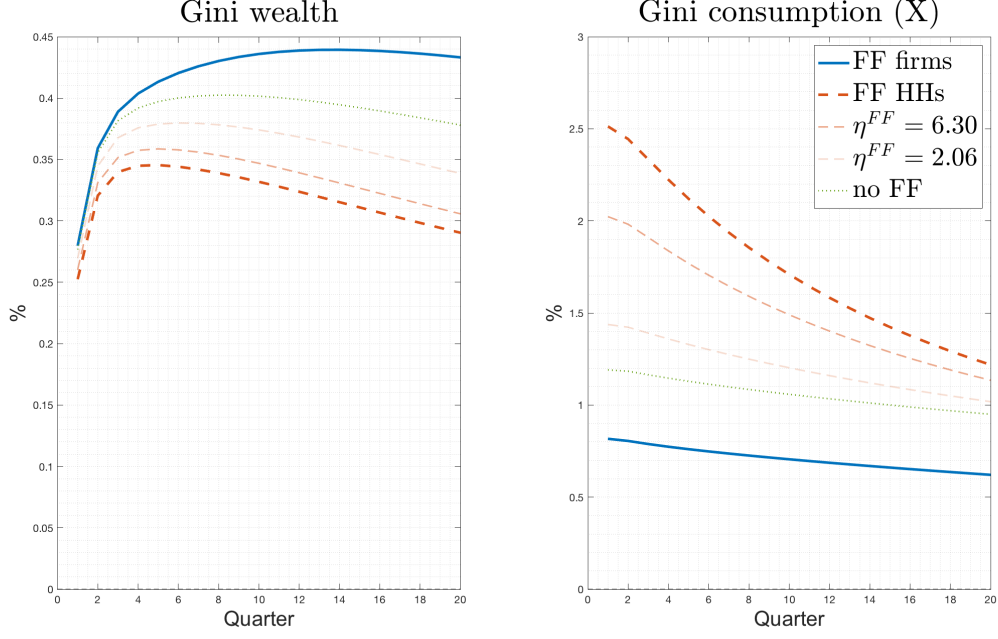 Gini wealth
0.45
0.4
0.35
0.3
0.25
0.2
0.15
0.1
0.05
0
%
0 2 4 6 8 10 12 14 16 18 20
Quarter
Gini consumption (X)
3
2.5
2
1.5
1
0.5
0
%
0 2 4 6 8 10 12 14 16 18 20
Quarter
FF firms
FF HHs
η^{FF} = 6.30
η^{FF} = 2.06
no FF